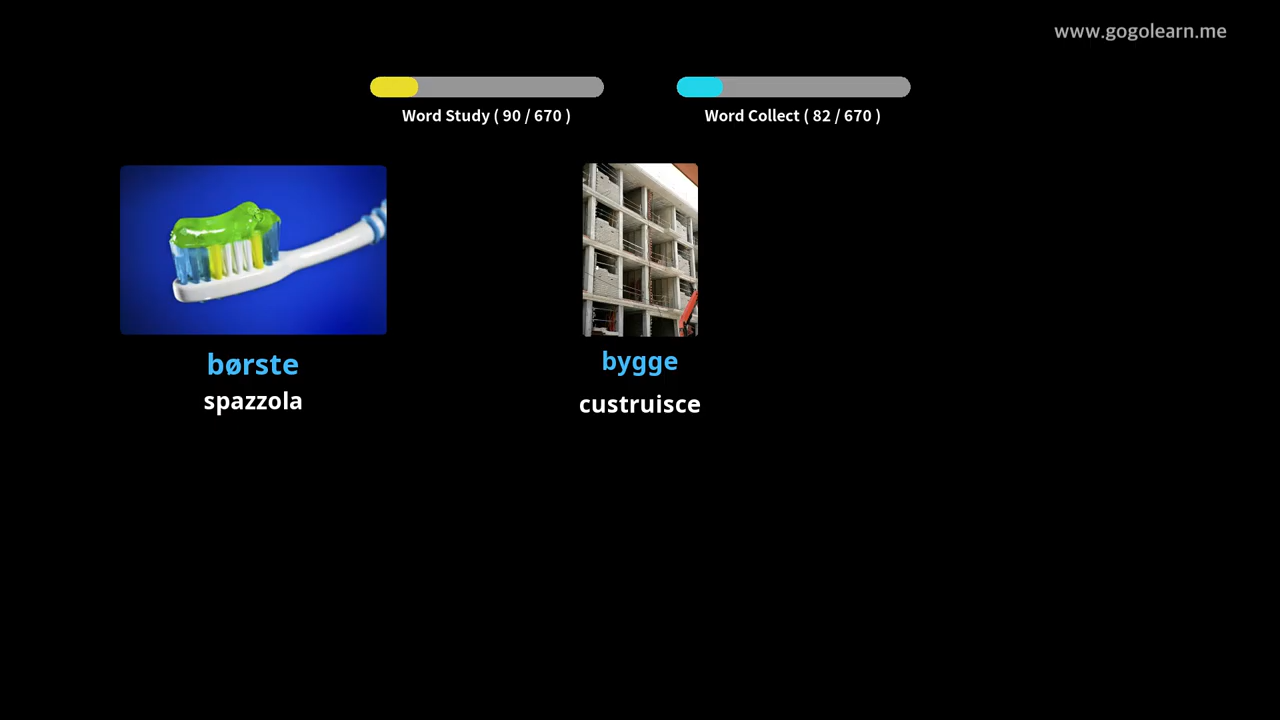 www.gogolearn.me
Word Study ( 90 / 670 )
Word Collect ( 82 / 670 )
børste
spazzola
bygge
custruisce